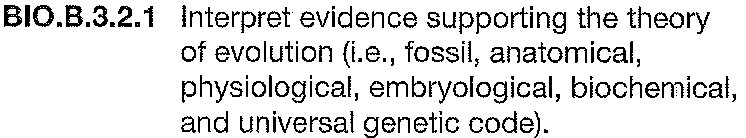 BIO.B.3.2.1 Interpret evidence supporting the theory
of evolution (i.e., fossil, anatomical,
physiological, embryological, biochemical,
and universal genetic code).